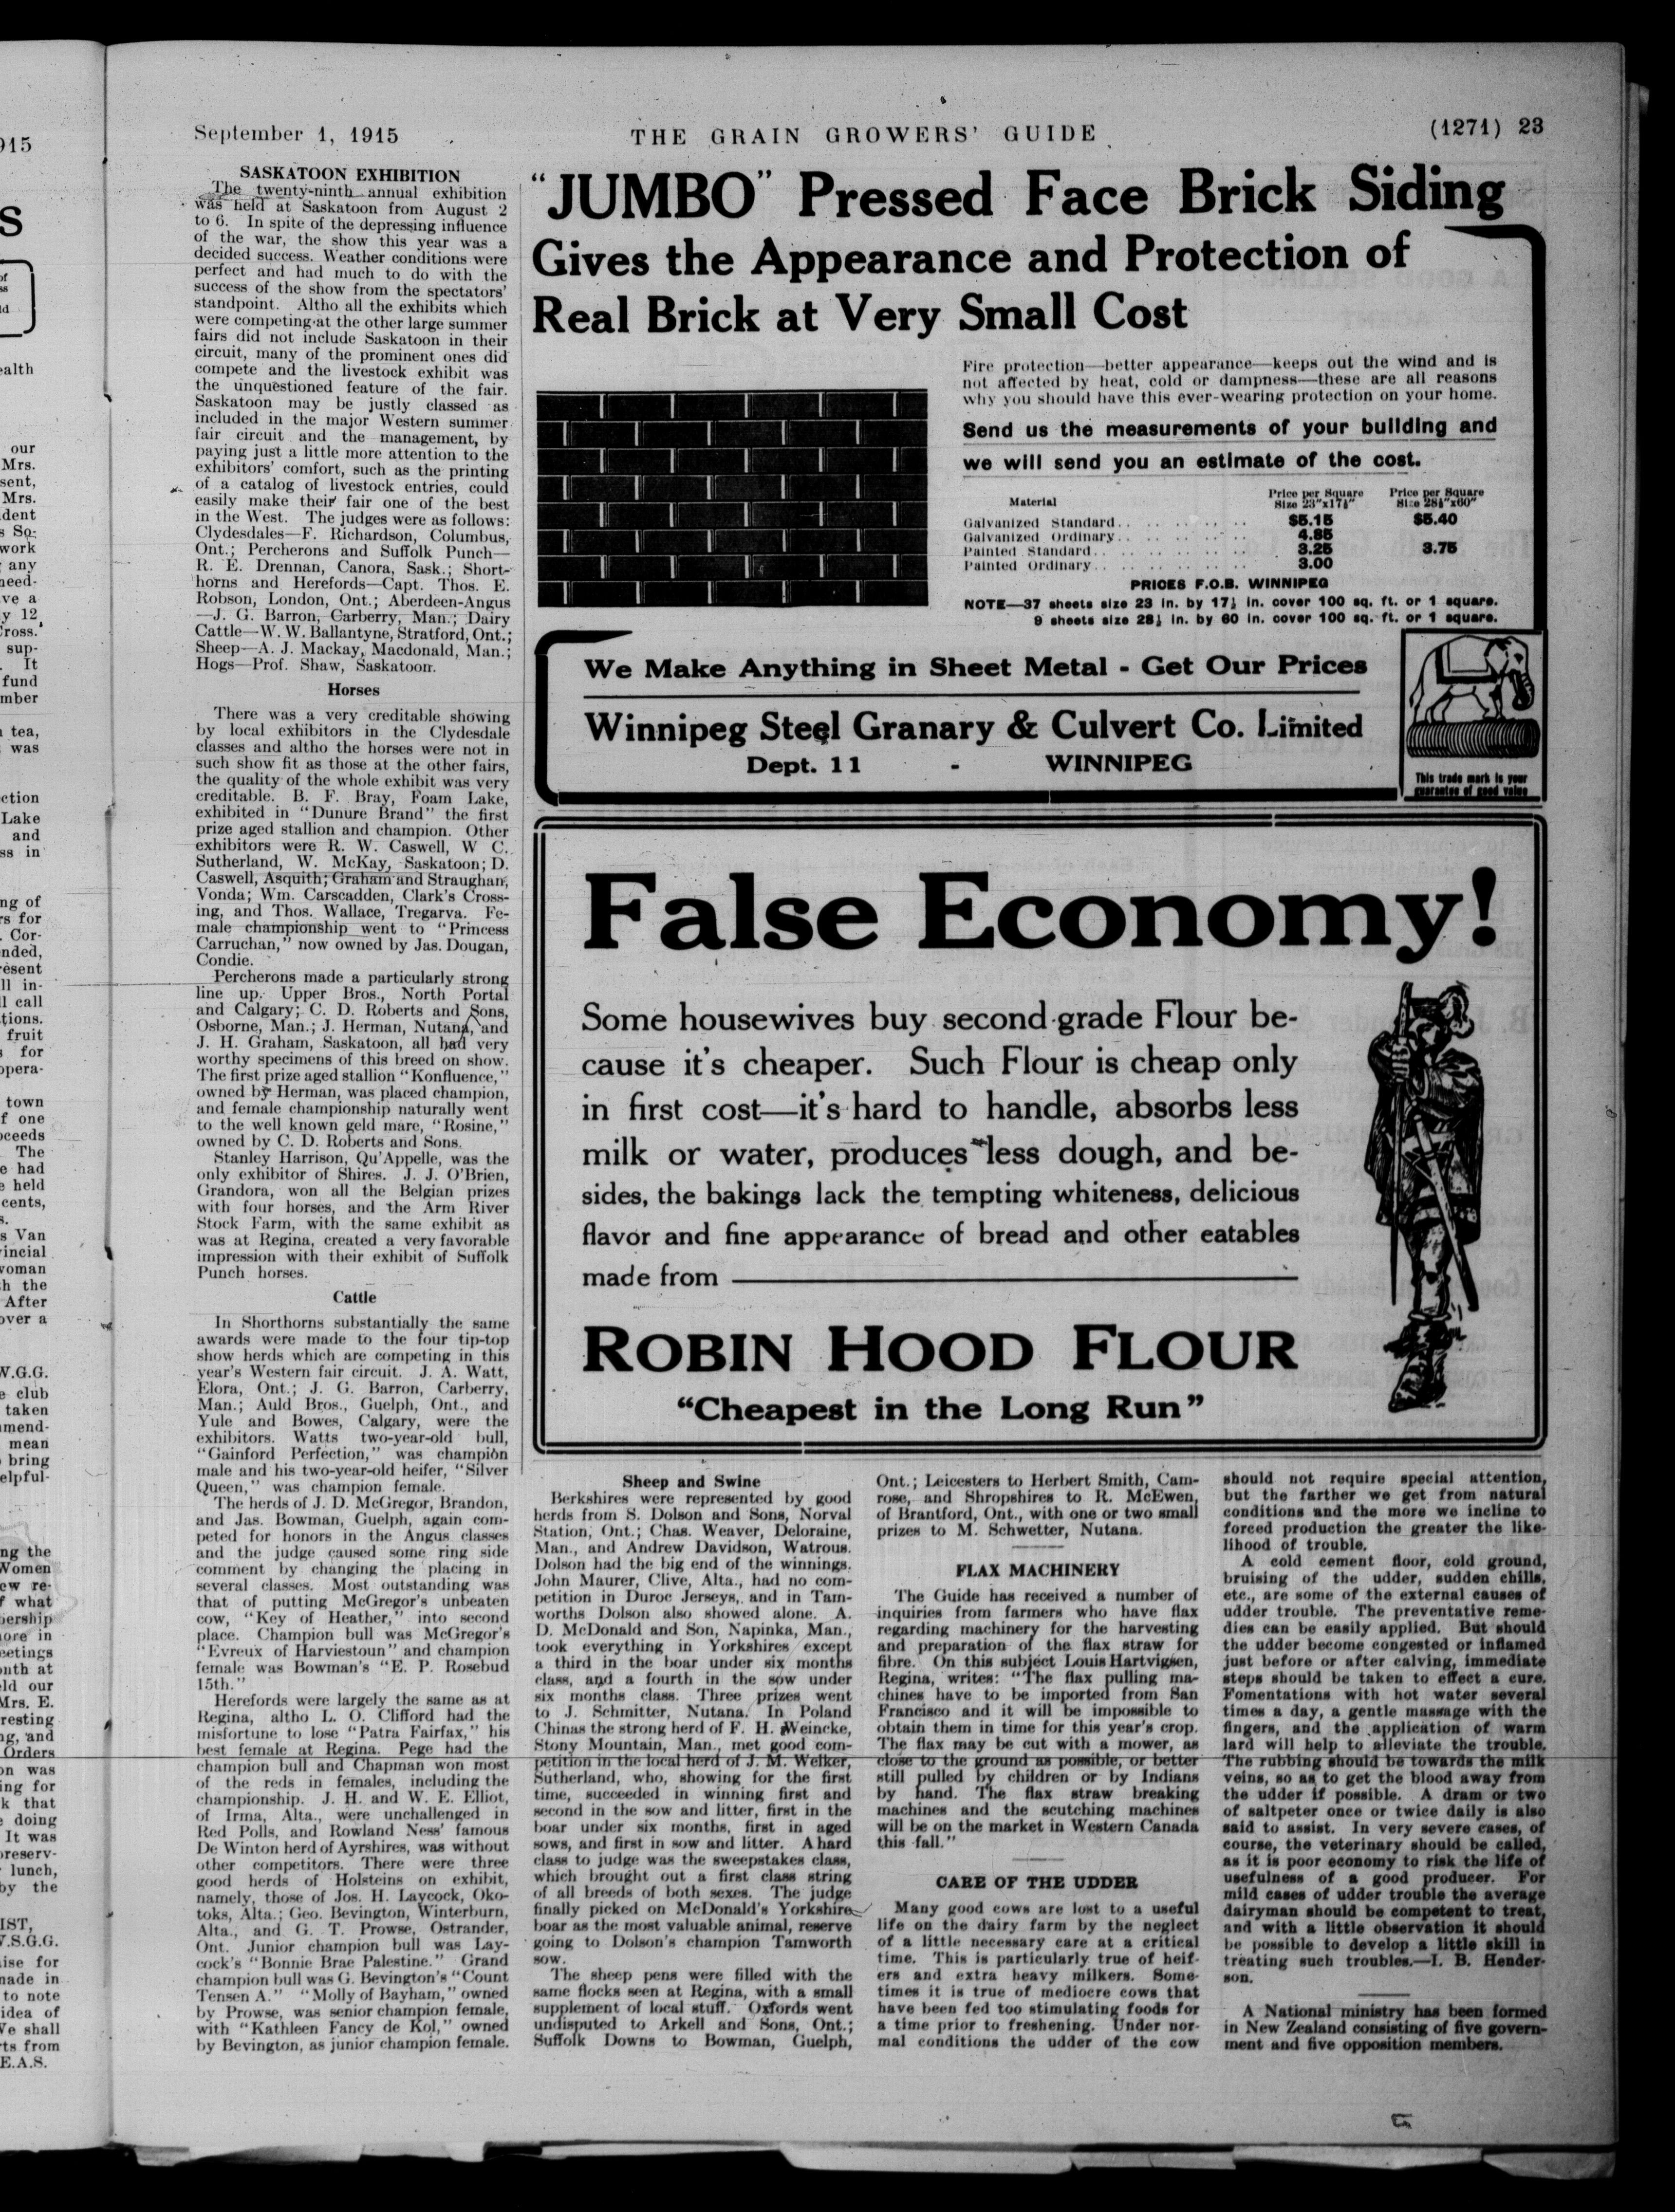 September 1, 1915
THE GRAIN GROWERS' GUIDE
(1271) 23
SASKATOON EXHIBITION
The twenty-ninth annual exhibition
was held at Saskatoon from August 2
to 6. In spite of the depressing influence
of the war, the show this year was a
decided success. Weather conditions were
perfect and had much to do with the
success of the show from the spectators'
standpoint. Altho all the exhibits which
were competing at the other large summer
fairs did not include Saskatoon in their
circuit, many of the prominent ones did
compete and the livestock exhibit was
the unquestioned feature of the fair.
Saskatoon may be justly classed as
included in the major Western summer
fair circuit and the management, by
paying just a little more attention to the
exhibitors' comfort, such as the printing
of a catalog of livestock entries, could
easily make their fair one of the best
in the West. The judges were as follows:
Clydesdales—F. Richardson, Columbus,
Ont.; Percherons and Suffolk Punch—
R. E. Drennan, Canora, Sask.; Short-
horns and Herefords—Capt. Thos. E.
Robson, London, Ont.; Aberdeen-Angus
—J. G. Barron, Carberry, Man.; Dairy
Cattle—W. W. Ballantyne, Stratford, Ont.;
Sheep—A. J. Mackay, Macdonald, Man.;
Hogs—Prof. Shaw, Saskatoon.
Horses
There was a very creditable showing
by local exhibitors in the Clydesdale
classes and altho the horses were not in
such show fit as those at the other fairs,
the quality of the whole exhibit was very
creditable. B. F. Bray, Foam Lake,
exhibited in "Dunure Brand" the first
prize aged stallion and champion. Other
exhibitors were R. W. Caswell, W C.
Sutherland, W. McKay, Saskatoon; D.
Caswell, Asquith; Graham and Straughan,
Vonda; Wm. Carscadden, Clark's Cross-
ing, and Thos. Wallace, Tregarva. Fe-
male championship went to "Princess
Carruchan," now owned by Jas. Dougan,
Condie.
Percherons made a particularly strong
line up. Upper Bros., North Portal
and Calgary; C. D. Roberts and Sons,
Osborne, Man.; J. Herman, Nutana, and
J. H. Graham, Saskatoon, all had very
worthy specimens of this breed on show.
The first prize aged stallion "Konfluence,"
owned by Herman, was placed champion,
and female championship naturally went
to the well known geld mare, "Rosine,"
owned by C. D. Roberts and Sons.
Stanley Harrison, Qu'Appelle, was the
only exhibitor of Shires. J. J. O'Brien,
Grandora, won all the Belgian prizes
with four horses, and the Arm River
Stock Farm, with the same exhibit as
was at Regina, created a very favorable
impression with their exhibit of Suffolk
Punch horses.
Cattle
In Shorthorns substantially the same
awards were made to the four tip-top
show herds which are competing in this
year's Western fair circuit. J. A. Watt,
Elora, Ont.; J. G. Barron, Carberry,
Man.; Auld Bros., Guelph, Ont., and
Yule and Bowes, Calgary, were the
exhibitors. Watts two-year-old bull,
"Gainford Perfection," was champion
male and his two-year-old heifer, "Silver
Queen," was champion female.
The herds of J. D. McGregor, Brandon,
and Jas. Bowman, Guelph, again com-
peted for honors in the Angus classes
and the judge caused some ring side
comment by changing the placing in
several classes. Most outstanding was
that of putting McGregor's unbeaten
cow, "Key of Heather," into second
place. Champion bull was McGregor's
"Evreux of Harviestoun" and champion
female was Bowman's "E. P. Rosebud
15th."
Herefords were largely the same as at
Regina, altho L. O. Clifford had the
misfortune to lose "Patra Fairfax," his
best female at Regina. Pege had the
champion bull and Chapman won most
of the reds in females, including the
championship. J. H. and W. E. Elliot,
of Irma, Alta., were unchallenged in
Red Polls, and Rowland Ness' famous
De Winton herd of Ayrshires, was without
other competitors. There were three
good herds of Holsteins on exhibit,
namely, those of Jos. H. Laycock, Oko-
toks, Alta.; Geo. Bevington, Winterburn,
Alta., and G. T. Prowse, Ostrander,
Ont. Junior champion bull was Lay-
cock's "Bonnie Brae Palestine." Grand
champion bull was G. Bevington's "Count
Tensen A." "Molly of Bayham," owned
by Prowse, was senior champion female,
with "Kathleen Fancy de Kol," owned
by Bevington, as junior champion female.
"JUMBO" Pressed Face Brick Siding
Gives the Appearance and Protection of
Real Brick at Very Small Cost
Fire protection—better appearance—keeps out the wind and is
not affected by heat, cold or dampness—these are all reasons
why you should have this ever-wearing protection on your home.
Send us the measurements of your building and
we will send you an estimate of the cost.
Material Price per Square Size 23"x17½" Price per Square Size 28½"x60"
Galvanized Standard.. $5.15 $5.40
Galvanized Ordinary.. 4.85
Painted Standard.. 3.25 3.75
Painted Ordinary.. 3.00
PRICES F.O.B. WINNIPEG
NOTE—37 sheets size 23 in. by 17½ in. cover 100 sq. ft. or 1 square.
9 sheets size 28½ in. by 60 in. cover 100 sq. ft. or 1 square.
We Make Anything in Sheet Metal - Get Our Prices
Winnipeg Steel Granary & Culvert Co. Limited
Dept. 11 - WINNIPEG
This trade mark is your
guarantee of good value
False Economy!
Some housewives buy second grade Flour be-
cause it's cheaper. Such Flour is cheap only
in first cost—it's hard to handle, absorbs less
milk or water, produces less dough, and be-
sides, the bakings lack the tempting whiteness, delicious
flavor and fine appearance of bread and other eatables
made from
ROBIN HOOD FLOUR
"Cheapest in the Long Run"
Sheep and Swine
Berkshires were represented by good
herds from S. Dolson and Sons, Norval
Station, Ont.; Chas. Weaver, Deloraine,
Man., and Andrew Davidson, Watrous.
Dolson had the big end of the winnings.
John Maurer, Clive, Alta., had no com-
petition in Duroc Jerseys, and in Tam-
worths Dolson also showed alone. A.
D. McDonald and Son, Napinka, Man.,
took everything in Yorkshires except
a third in the boar under six months
class, and a fourth in the sow under
six months class. Three prizes went
to J. Schmitter, Nutana. In Poland
Chinas the strong herd of F. H. Weincke,
Stony Mountain, Man., met good com-
petition in the local herd of J. M. Welker,
Sutherland, who, showing for the first
time, succeeded in winning first and
second in the sow and litter, first in the
boar under six months, first in aged
sows, and first in sow and litter. A hard
class to judge was the sweepstakes class,
which brought out a first class string
of all breeds of both sexes. The judge
finally picked on McDonald's Yorkshire
boar as the most valuable animal, reserve
going to Dolson's champion Tamworth
sow.
The sheep pens were filled with the
same flocks seen at Regina, with a small
supplement of local stuff. Oxfords went
undisputed to Arkell and Sons, Ont.;
Suffolk Downs to Bowman, Guelph,
Ont.; Leicesters to Herbert Smith, Cam-
rose, and Shropshires to R. McEwen,
of Brantford, Ont., with one or two small
prizes to M. Schwetter, Nutana.
FLAX MACHINERY
The Guide has received a number of
inquiries from farmers who have flax
regarding machinery for the harvesting
and preparation of the flax straw for
fibre. On this subject Louis Hartvigsen,
Regina, writes: "The flax pulling ma-
chines have to be imported from San
Francisco and it will be impossible to
obtain them in time for this year's crop.
The flax may be cut with a mower, as
close to the ground as possible, or better
still pulled by children or by Indians
by hand. The flax straw breaking
machines and the scutching machines
will be on the market in Western Canada
this fall."
CARE OF THE UDDER
Many good cows are lost to a useful
life on the dairy farm by the neglect
of a little necessary care at a critical
time. This is particularly true of heif-
ers and extra heavy milkers. Some-
times it is true of mediocre cows that
have been fed too stimulating foods for
a time prior to freshening. Under nor-
mal conditions the udder of the cow
should not require special attention,
but the farther we get from natural
conditions and the more we incline to
forced production the greater the like-
lihood of trouble.
A cold cement floor, cold ground,
bruising of the udder, sudden chills,
etc., are some of the external causes of
udder trouble. The preventative reme-
dies can be easily applied. But should
the udder become congested or inflamed
just before or after calving, immediate
steps should be taken to effect a cure.
Fomentations with hot water several
times a day, a gentle massage with the
fingers, and the application of warm
lard will help to alleviate the trouble.
The rubbing should be towards the milk
veins, so as to get the blood away from
the udder if possible. A dram or two
of saltpeter once or twice daily is also
said to assist. In very severe cases, of
course, the veterinary should be called,
as it is poor economy to risk the life of
usefulness of a good producer. For
mild cases of udder trouble the average
dairyman should be competent to treat,
and with a little observation it should
be possible to develop a little skill in
treating such troubles.—I. B. Hender-
son.
A National ministry has been formed
in New Zealand consisting of five govern-
ment and five opposition members.